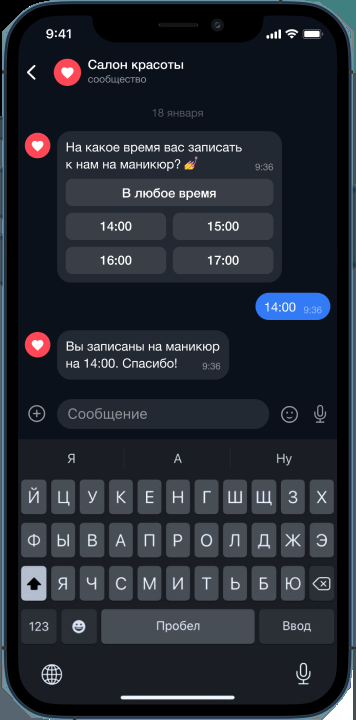 9:41
Салон красоты
сообщество
18 января
На какое время вас записать
к нам на маникюр? 💅
9:36
В любое время
14:00 15:00
16:00 17:00
14:00 9:36
Вы записаны на маникюр
на 14:00. Спасибо! 9:36
Сообщение
Я А Ну
Й Ц У К Е Н Г Ш Щ З Х
Ф Ы В А П Р О Л Д Ж Э
Я Ч С М И Т Ь Б Ю
123 Пробел Ввод